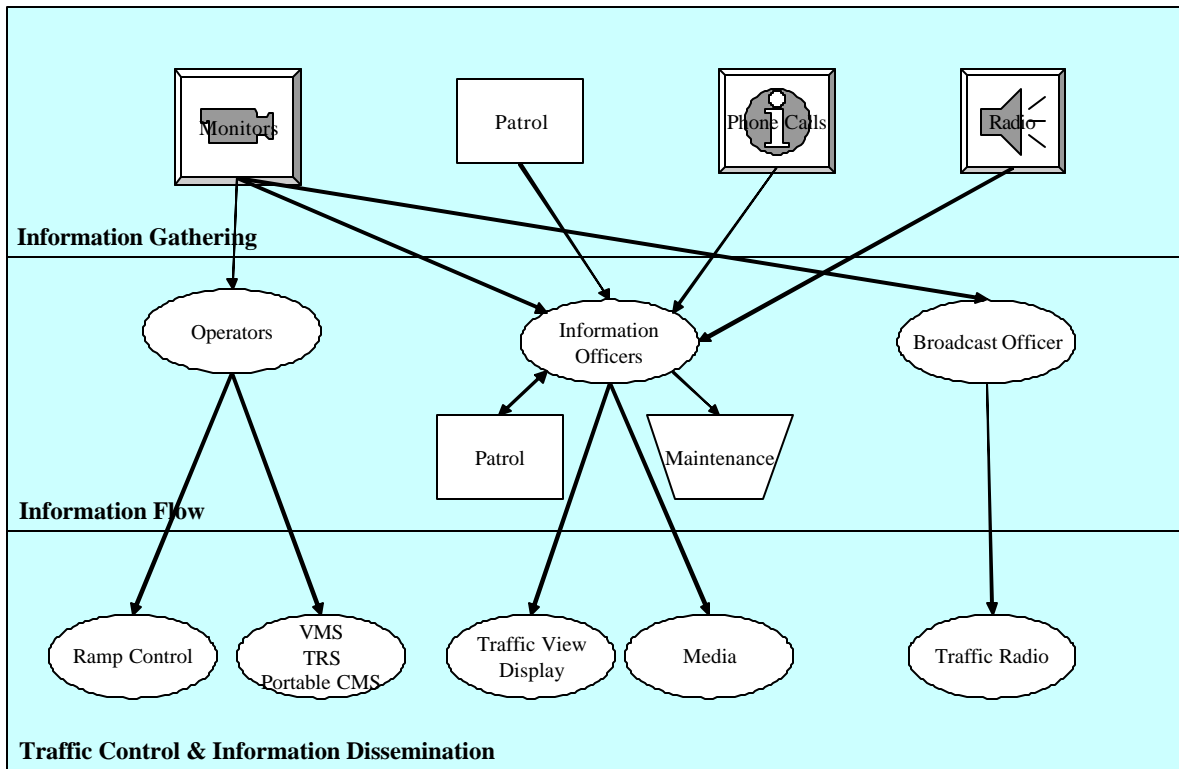 Monitors
Patrol
Phone Calls
Radio
Information Gathering
Operators
Information
Officers
Broadcast Officer
Patrol
Maintenance
Information Flow
Ramp Control
VMS
TRS
Portable CMS
Traffic View
Display
Media
Traffic Radio
Traffic Control & Information Dissemination